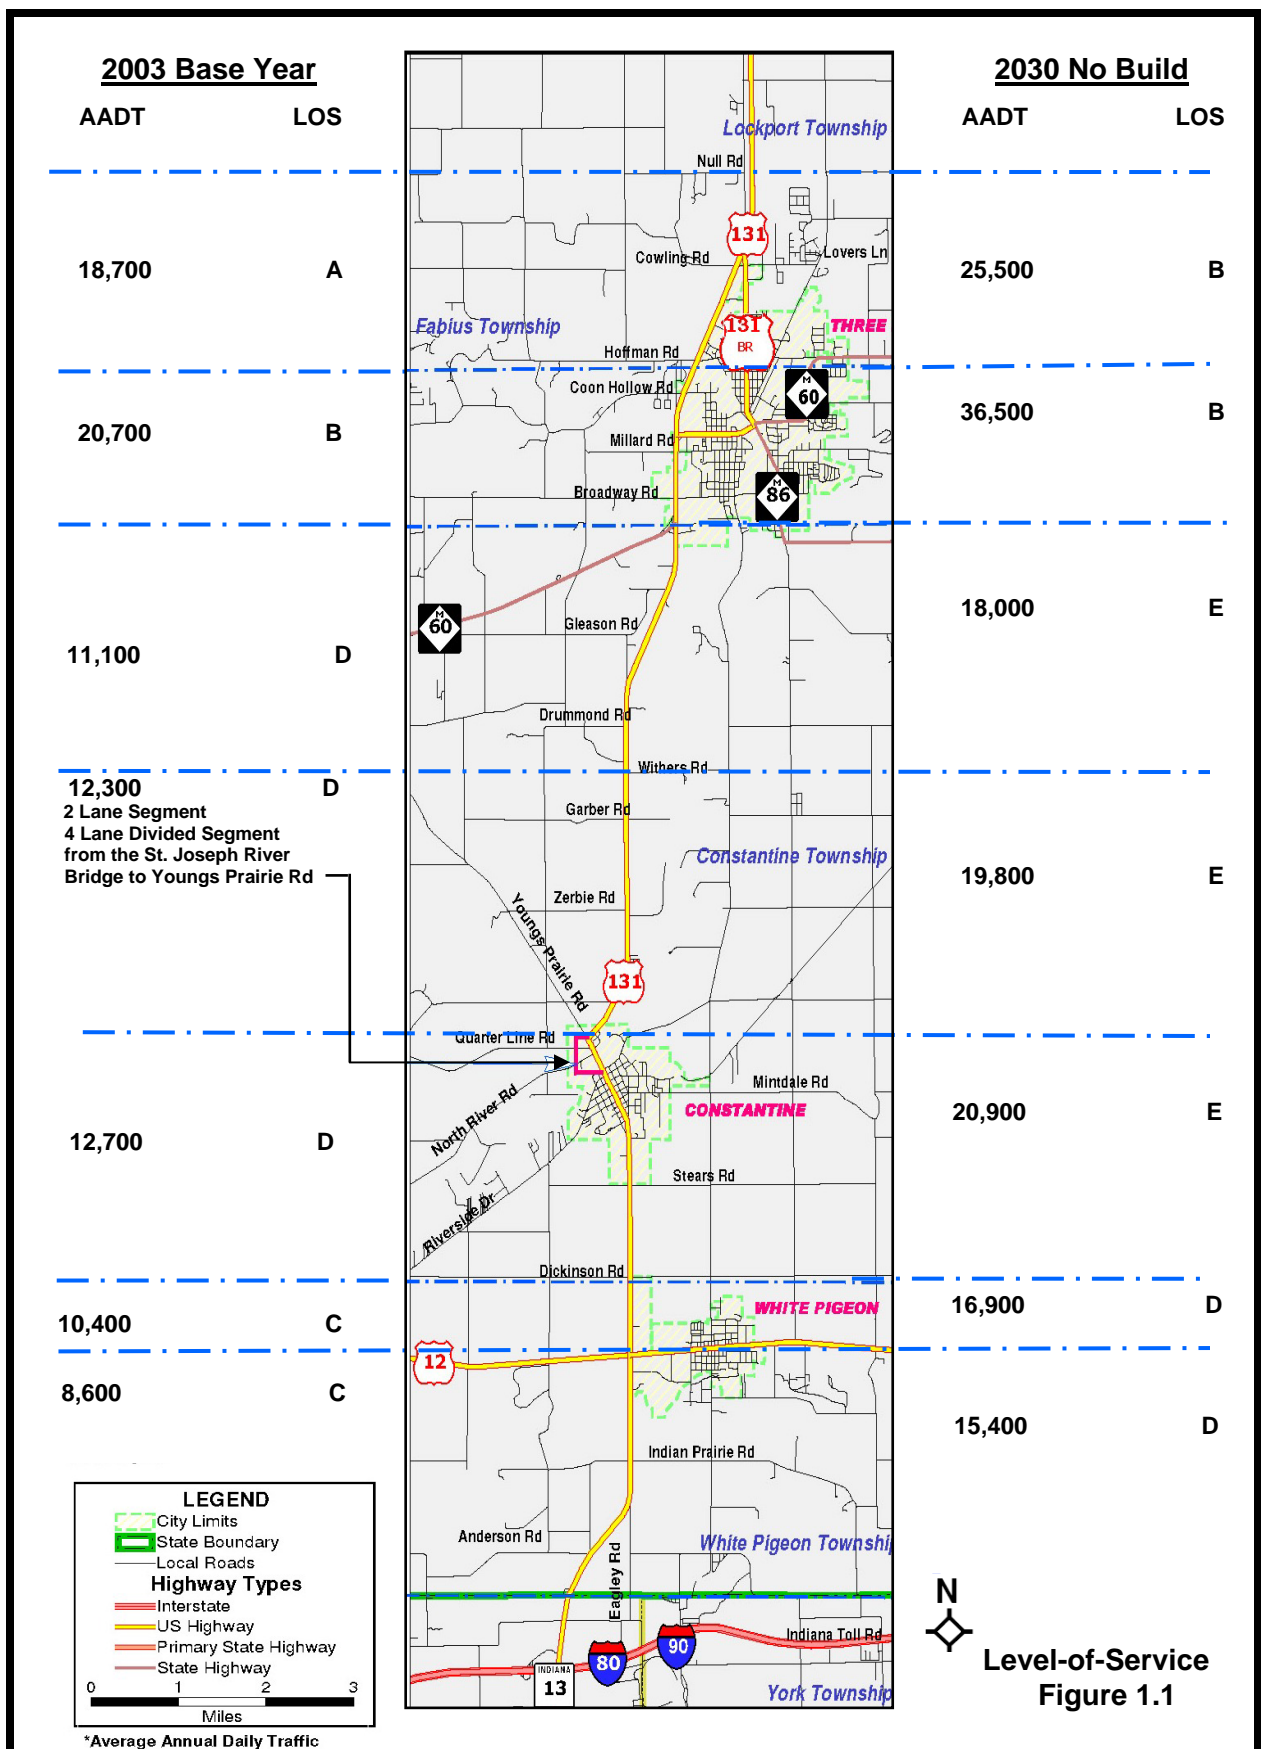 2003 Base Year
AADT LOS
2030 No Build
AADT LOS
Lockport Township
Null Rd
131
Cowling Rd
Lovers Ln
18,700 A
25,500 B
Fabius Township
131
BR
THREE
Hoffman Rd
Coon Hollow Rd
M
60
20,700 B
36,500 B
Millard Rd
Broadway Rd
M
86
M
60
Gleason Rd
18,000 E
11,100 D
Drummond Rd
Withers Rd
12,300 D
2 Lane Segment
4 Lane Divided Segment
from the St. Joseph River
Bridge to Youngs Prairie Rd
Garber Rd
Constantine Township
19,800 E
Zerbie Rd
Youngs Prairie Rd
131
Quarter Line Rd
Mintdale Rd
CONSTANTINE
North River Rd
20,900 E
12,700 D
Stears Rd
Riverside Dr
Dickinson Rd
WHITE PIGEON
16,900 D
10,400 C
12
8,600 C
15,400 D
Indian Prairie Rd
Anderson Rd
White Pigeon Township
Eagley Rd
Indiana Toll Rd
90
80
INDIANA
13
York Township
LEGEND
City Limits
State Boundary
Local Roads
Highway Types
Interstate
US Highway
Primary State Highway
State Highway
0 1 2 3
Miles
*Average Annual Daily Traffic
N
Level-of-Service
Figure 1.1